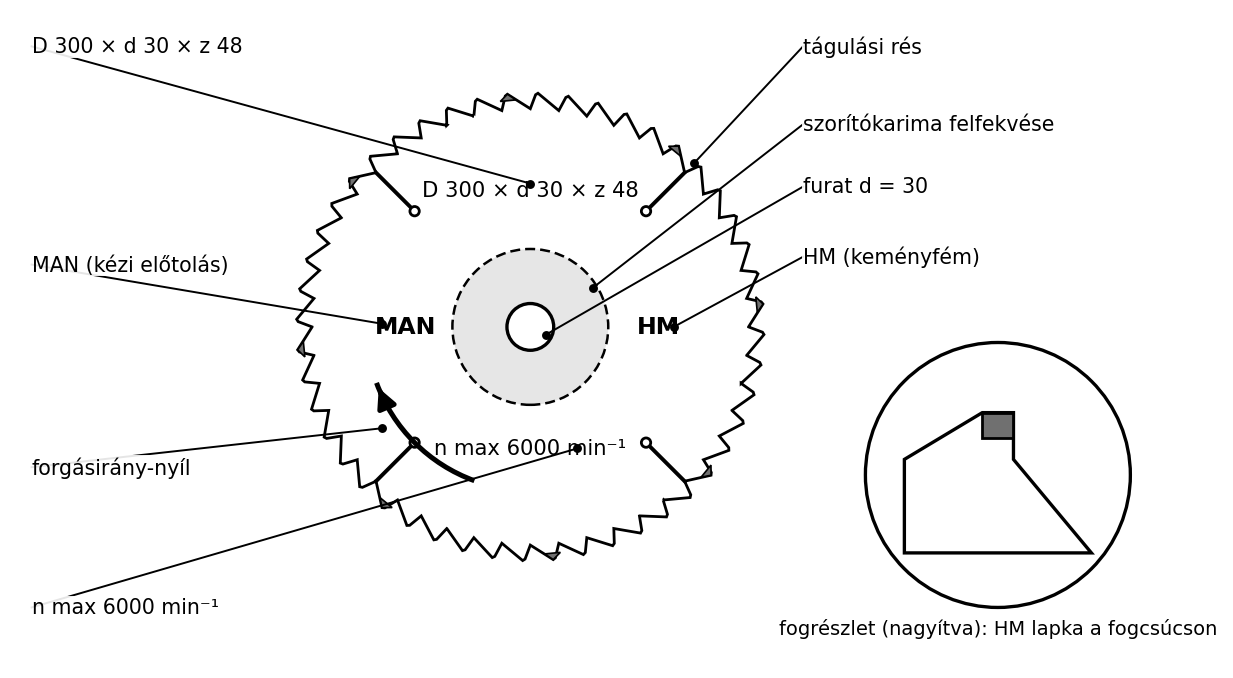 D 300 × d 30 × z 48
tágulási rés
szorítókarima felfekvése
furat d = 30
D 300 × d 30 × z 48
MAN (kézi előtolás)
HM (keményfém)
MAN
HM
n max 6000 min⁻¹
forgásirány-nyíl
n max 6000 min⁻¹
fogrészlet (nagyítva): HM lapka a fogcsúcson